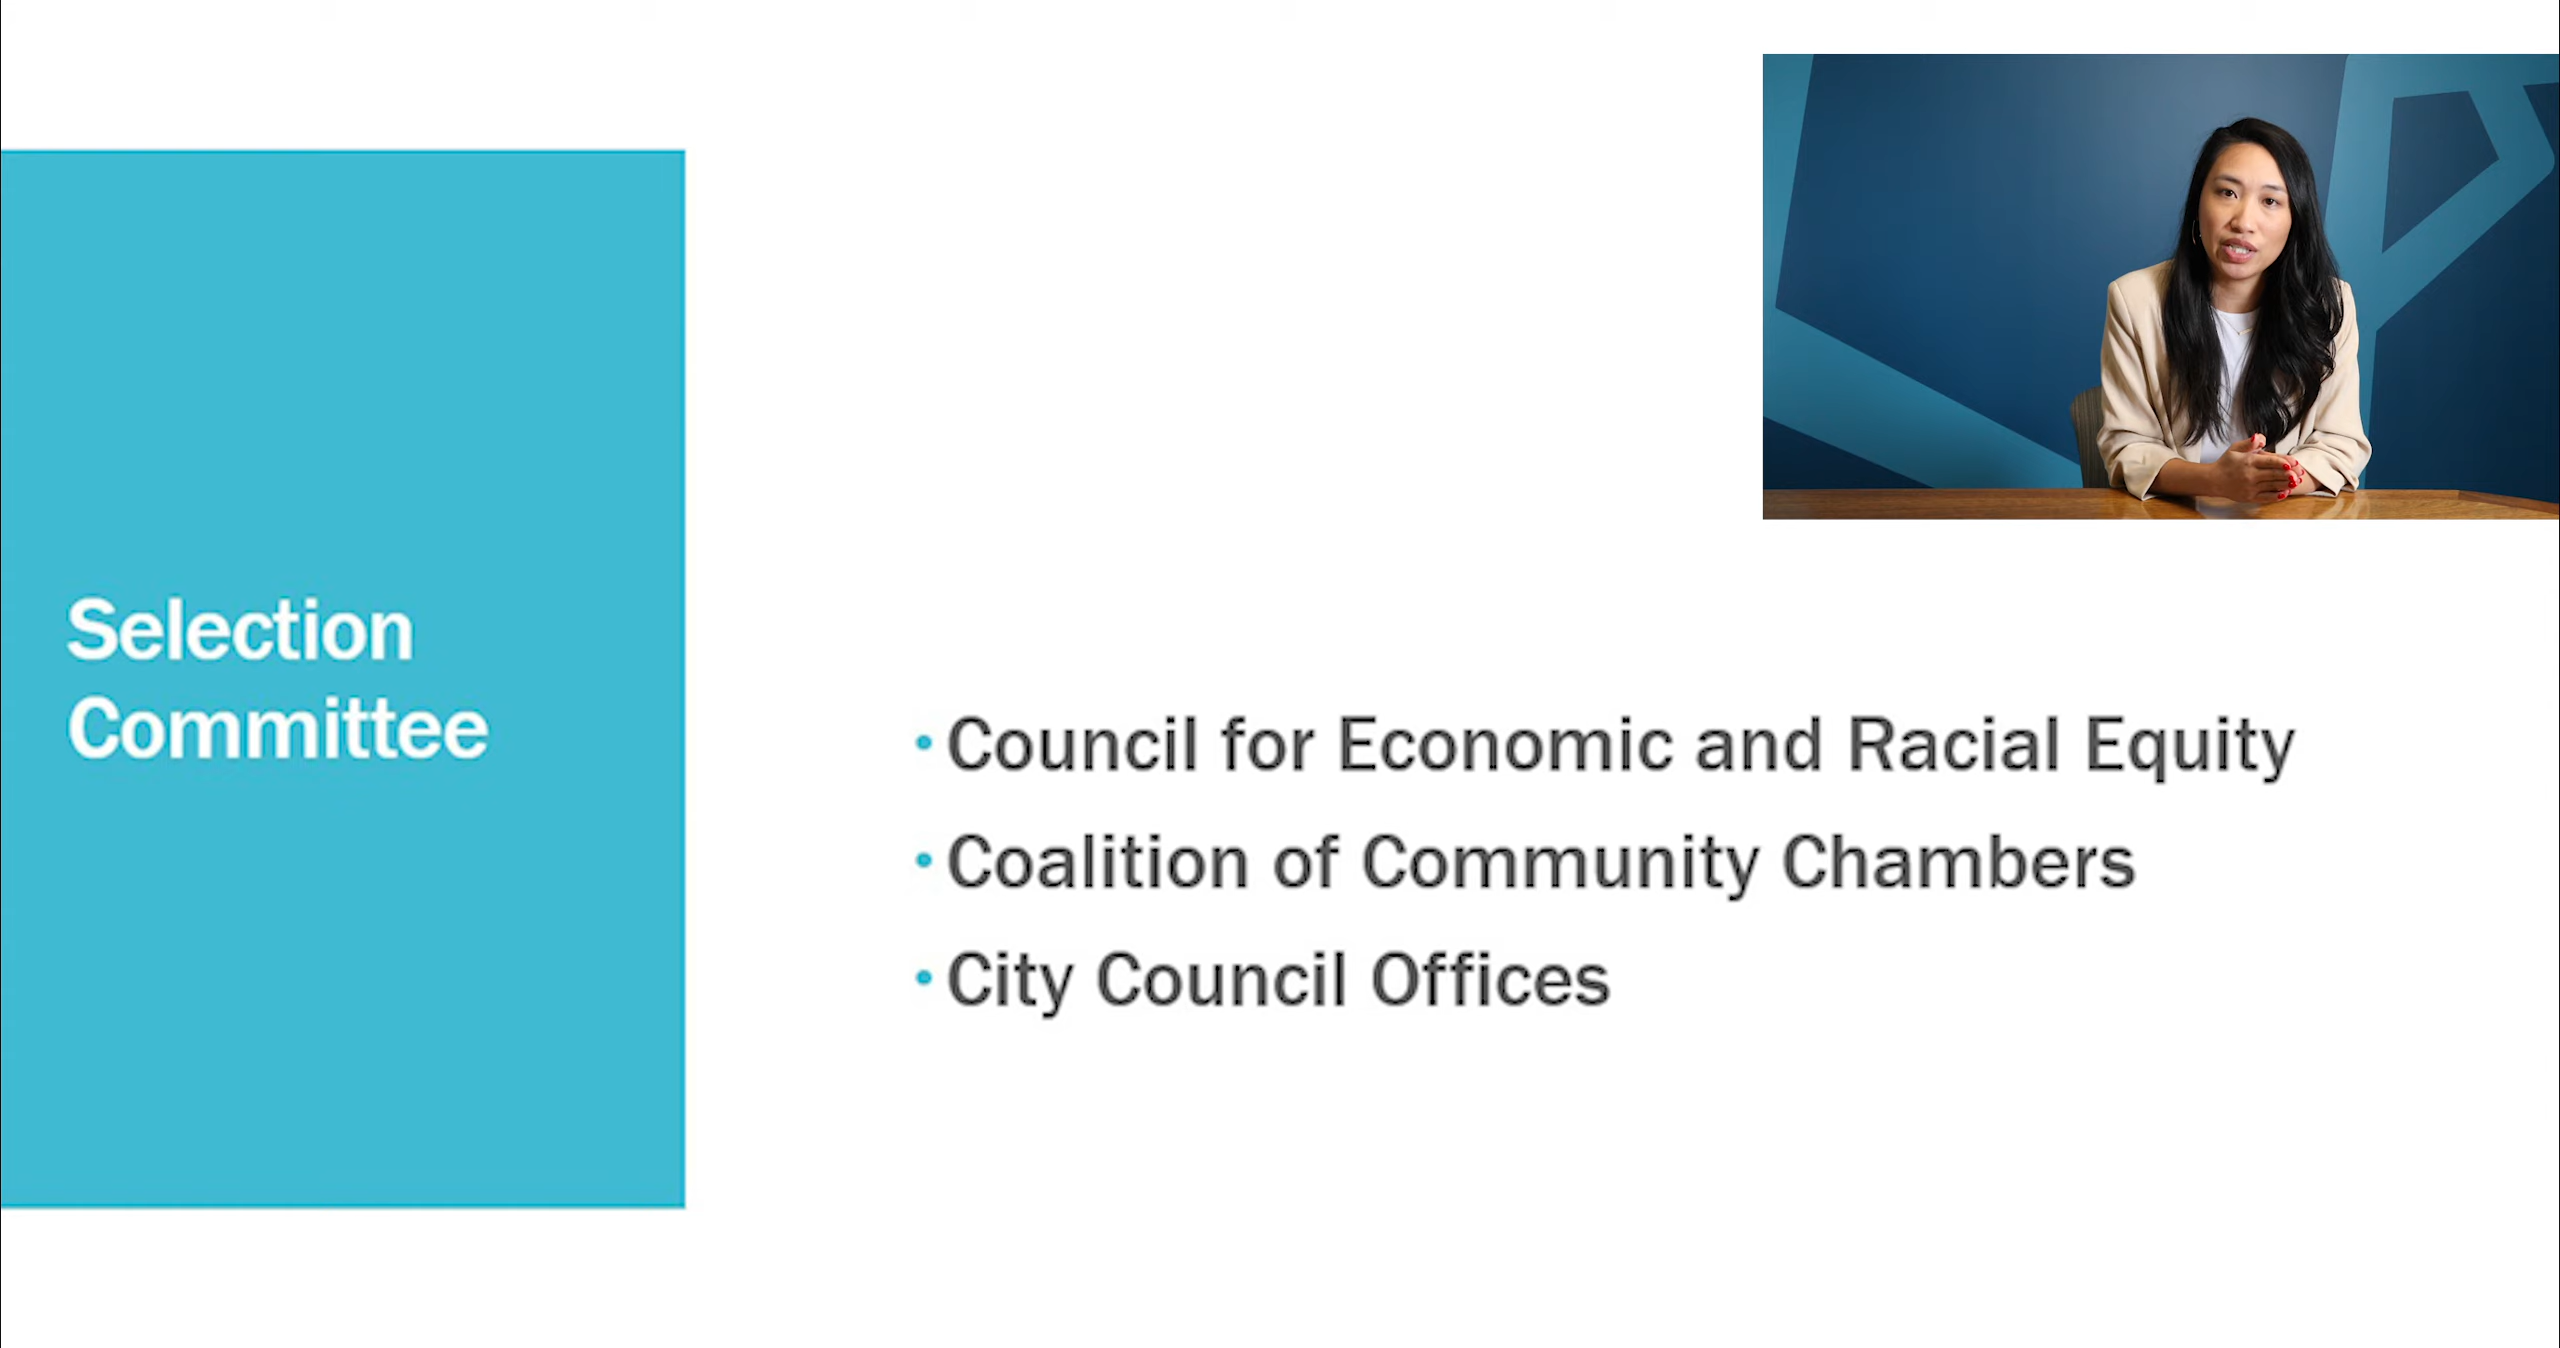 Selection
Committee
• Council for Economic and Racial Equity
• Coalition of Community Chambers
• City Council Offices